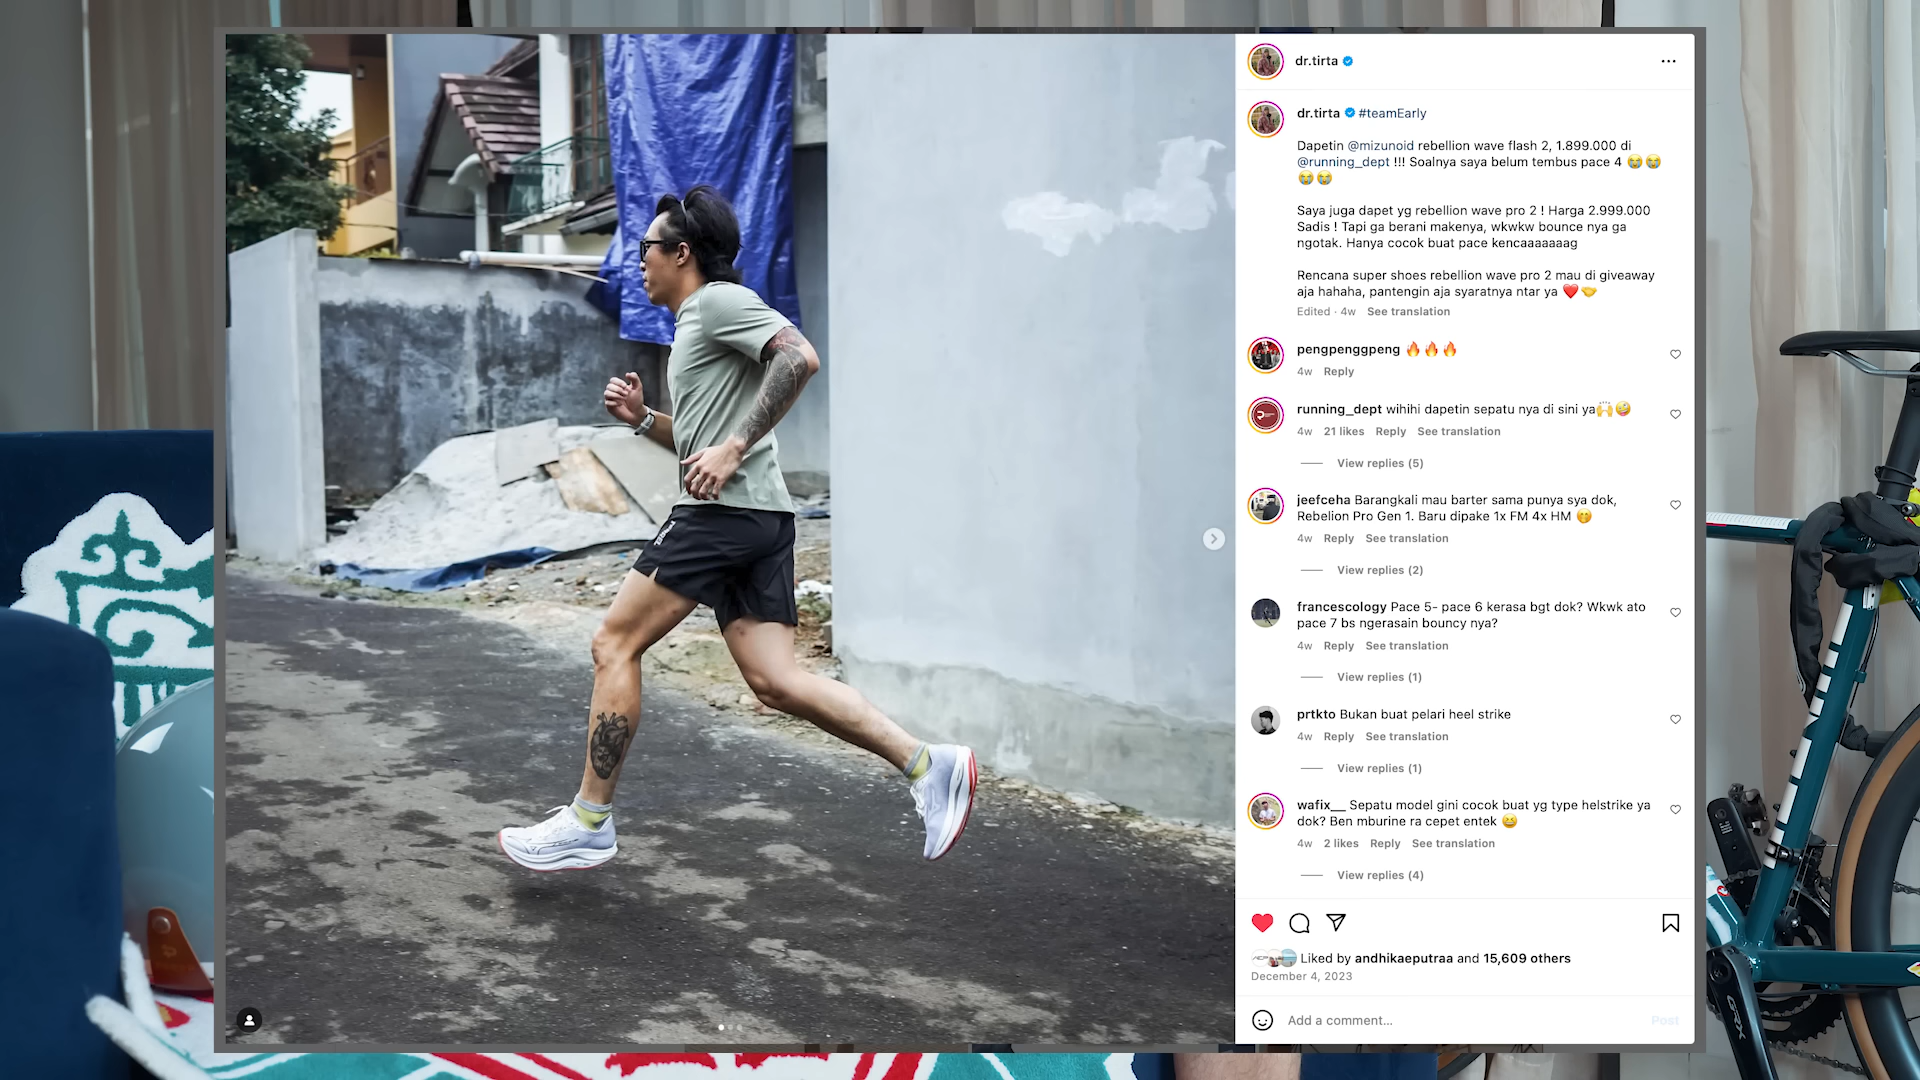 dr.tirta
dr.tirta #teamEarly
Dapetin @mizunoid rebellion wave flash 2, 1.899.000 di
@running_dept !!! Soalnya saya belum tembus pace 4 😭😭
😭😭
Saya juga dapet yg rebellion wave pro 2 ! Harga 2.999.000
Sadis ! Tapi ga berani makenya, wkwkw bounce nya ga
ngotak. Hanya cocok buat pace kencaaaaaaag
Rencana super shoes rebellion wave pro 2 mau di giveaway
aja hahaha, pantengin aja syaratnya ntar ya ❤️🤝
Edited · 4w See translation
pengpenggpeng 🔥🔥🔥
4w Reply
running_dept wihihi dapetin sepatu nya di sini ya🙌🤪
4w 21 likes Reply See translation
View replies (5)
jeefceha Barangkali mau barter sama punya sya dok,
Rebelion Pro Gen 1. Baru dipake 1x FM 4x HM 🤭
4w Reply See translation
View replies (2)
francescology Pace 5- pace 6 kerasa bgt dok? Wkwk ato
pace 7 bs ngerasain bouncy nya?
4w Reply See translation
View replies (1)
prtkto Bukan buat pelari heel strike
4w Reply See translation
View replies (1)
wafix__ Sepatu model gini cocok buat yg type helstrike ya
dok? Ben mburine ra cepet entek 😆
4w 2 likes Reply See translation
View replies (4)
Liked by andhikaeputraa and 15,609 others
December 4, 2023
Add a comment...
Post
GRX